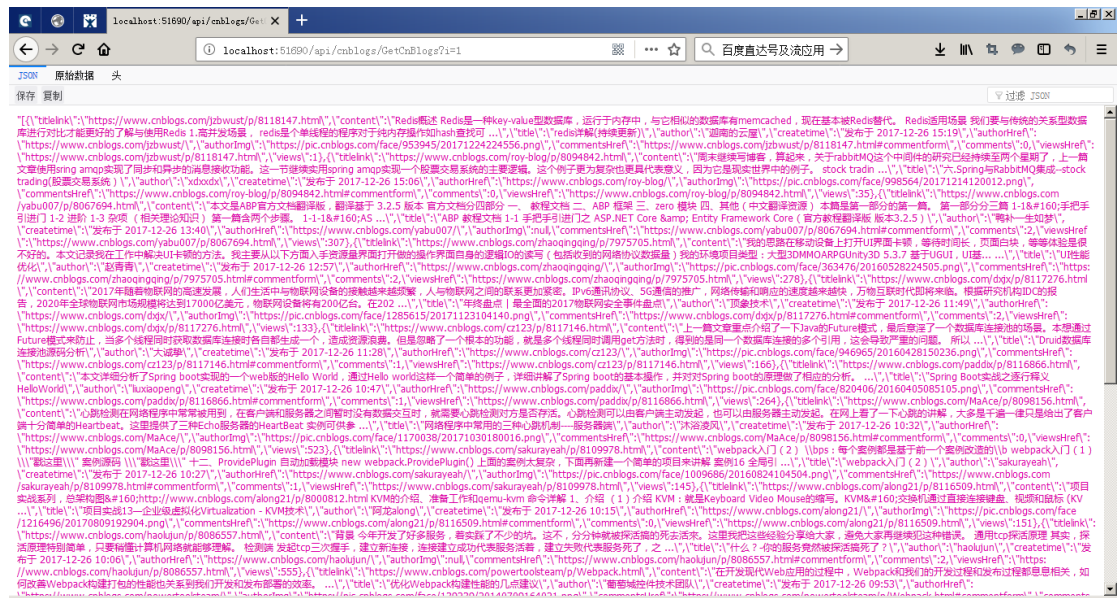 localhost:51690/api/cnblogs/Get
localhost:51690/api/cnblogs/GetCnBlogs?i=1
百度直达号及流应用
JSON 原始数据 头
保存 复制
过滤 JSON
"[{\"titlelnk\":\"https://www.cnblogs.com/jzbwust/p/8118147.html\",\"content\":\"Redis概述 Redis是一种key-value型数据库，运行于内存中，与它相似的数据库有memcached，现在基本被Redis替代。 Redis适用场景 我们要与传统的关系型数据
库进行对比才能更好的了解与使用Redis 1.高并发场景， redis是个单线程的程序对于纯内存操作如hash查找可 ...\",\"title\":\"redis详解(持续更新)\",\"author\":\"迦南的云屋\",\"createtime\":\"发布于 2017-12-26 15:19\",\"authorHref\":
\"https://www.cnblogs.com/jzbwust/\",\"authorImg\":\"https://pic.cnblogs.com/face/953945/20171224224556.png\",\"commentsHref\":\"https://www.cnblogs.com/jzbwust/p/8118147.html#commentform\",\"comments\":0,\"viewsHref\":
\"https://www.cnblogs.com/jzbwust/p/8118147.html\",\"views\":1},{\"titlelnk\":\"https://www.cnblogs.com/roy-blog/p/8094842.html\",\"content\":\"周末继续写博客，算起来，关于rabbitMQ这个中间件的研究已经持续至两个星期了，上一篇
文章使用sring amqp实现了同步和异步的消息接收功能。这一节继续实用spring amqp实现一个股票交易系统的主要逻辑。这个例子更为复杂也更具代表意义，因为它是现实世界中的例子。 stock tradin ...\",\"title\":\"六.Spring与RabbitMQ集成--stock
trading(股票交易系统）\",\"author\":\"xdxxdx\",\"createtime\":\"发布于 2017-12-26 15:06\",\"authorHref\":\"https://www.cnblogs.com/roy-blog/\",\"authorImg\":\"https://pic.cnblogs.com/face/998564/20171214120012.png\",
\"commentsHref\":\"https://www.cnblogs.com/roy-blog/p/8094842.html#commentform\",\"comments\":0,\"viewsHref\":\"https://www.cnblogs.com/roy-blog/p/8094842.html\",\"views\":35},{\"titlelnk\":\"https://www.cnblogs.com
/yabu007/p/8067694.html\",\"content\":\"本文是ABP官方文档翻译版，翻译基于 3.2.5 版本 官方文档分四部分 一、 教程文档 二、ABP 框架 三、zero 模块 四、其他（中文翻译资源） 本篇是第一部分的第一篇。 第一部分分三篇 1-1&#160;手把手
引进门 1-2 进阶 1-3 杂项 （相关理论知识） 第一篇含两个步骤。 1-1-1&#160;AS ...\",\"title\":\"ABP 教程文档 1-1 手把手引进门之 ASP.NET Core &amp; Entity Framework Core（官方教程翻译版 版本3.2.5）\",\"author\":\"鸭补一生如梦\",
\"createtime\":\"发布于 2017-12-26 13:40\",\"authorHref\":\"https://www.cnblogs.com/yabu007/\",\"authorImg\":null,\"commentsHref\":\"https://www.cnblogs.com/yabu007/p/8067694.html#commentform\",\"comments\":2,\"viewsHref
\":\"https://www.cnblogs.com/yabu007/p/8067694.html\",\"views\":307},{\"titlelnk\":\"https://www.cnblogs.com/zhaoqingqing/p/7975705.html\",\"content\":\"我的思路在移动设备上打开UI界面卡顿，等待时间长，页面白块，等等体验是很
不好的。本文记录我在工作中解决UI卡顿的方法。我主要从以下方面入手资源量界面打开做的操作界面自身的逻辑IO的读写（包括收到的网络协议数据量）我的环境项目类型：大型3DMMOARPGUnity3D 5.3.7 基于UGUI，UI基... ...\",\"title\":\"UI性能
优化\",\"author\":\"赵青青\",\"createtime\":\"发布于 2017-12-26 12:57\",\"authorHref\":\"https://www.cnblogs.com/zhaoqingqing/\",\"authorImg\":\"https://pic.cnblogs.com/face/363476/20160528224505.png\",\"commentsHref\":\"https:
//www.cnblogs.com/zhaoqingqing/p/7975705.html#commentform\",\"comments\":2,\"viewsHref\":\"https://www.cnblogs.com/zhaoqingqing/p/7975705.html\",\"views\":278},{\"titlelnk\":\"https://www.cnblogs.com/dxjx/p/8117276.html
\",\"content\":\"2017年随着物联网的高速发展，人们生活中与物联网设备的接触越来越频繁，人与物联网之间的联系更加紧密。IPv6通讯协议、5G通信的推广，网络传输和响应的速度越来越快，万物互联时代即将来临。根据研究机构IDC的报
告，2020年全球物联网市场规模将达到17000亿美元，物联网设备将有200亿台。在202 ...\",\"title\":\"年终盘点丨最全面的2017物联网安全事件盘点\",\"author\":\"顶象技术\",\"createtime\":\"发布于 2017-12-26 11:49\",\"authorHref\":
\"https://www.cnblogs.com/dxjx/\",\"authorImg\":\"https://pic.cnblogs.com/face/1285615/20171123104140.png\",\"commentsHref\":\"https://www.cnblogs.com/dxjx/p/8117276.html#commentform\",\"comments\":2,\"viewsHref\":
\"https://www.cnblogs.com/dxjx/p/8117276.html\",\"views\":133},{\"titlelnk\":\"https://www.cnblogs.com/cz123/p/8117146.html\",\"content\":\"上一篇文章重点介绍了一下Java的Future模式，最后意淫了一个数据库连接池的场景。本想通过
Future模式来防止，当多个线程同时获取数据库连接时各自都生成一个，造成资源浪费。但是忽略了一个根本的功能，就是多个线程同时调用get方法时，得到的是同一个数据库连接的多个引用，这会导致严重的问题。 所以 ...\",\"title\":\"Druid数据库
连接池源码分析\",\"author\":\"大诚挚\",\"createtime\":\"发布于 2017-12-26 11:28\",\"authorHref\":\"https://www.cnblogs.com/cz123/\",\"authorImg\":\"https://pic.cnblogs.com/face/946965/20160428150236.png\",\"commentsHref\":
\"https://www.cnblogs.com/cz123/p/8117146.html#commentform\",\"comments\":1,\"viewsHref\":\"https://www.cnblogs.com/cz123/p/8117146.html\",\"views\":166},{\"titlelnk\":\"https://www.cnblogs.com/paddix/p/8116866.html\",
\"content\":\"本文详细分析了Spring boot实现的一个web版的Hello World，通过Hello world这样一个简单的例子，详细讲解了Spring boot的基本操作，并对对Spring boot的原理做了相应的分析。 ...\",\"title\":\"Spring Boot实战之逐行释义
HelloWorld\",\"author\":\"liuxiaopeng\",\"createtime\":\"发布于 2017-12-26 10:47\",\"authorHref\":\"https://www.cnblogs.com/paddix/\",\"authorImg\":\"https://pic.cnblogs.com/face/820406/20160405085105.png\",\"commentsHref\":
\"https://www.cnblogs.com/paddix/p/8116866.html#commentform\",\"comments\":1,\"viewsHref\":\"https://www.cnblogs.com/paddix/p/8116866.html\",\"views\":264},{\"titlelnk\":\"https://www.cnblogs.com/MaAce/p/8098156.html\",
\"content\":\"心跳检测在网络程序中常常被用到，在客户端和服务器之间暂时没有数据交互时，就需要心跳检测对方是否存活。心跳检测可以由客户端主动发起，也可以由服务器主动发起。在网上看了一下心跳的讲解，大多是千遍一律只是给出了客户
端十分简单的Heartbeat。这里提供了三种Echo服务器的HeartBeat 实例可供参 ...\",\"title\":\"网络程序中常用的三种心跳机制----服务器端\",\"author\":\"沐浴凌风\",\"createtime\":\"发布于 2017-12-26 10:32\",\"authorHref\":
\"https://www.cnblogs.com/MaAce/\",\"authorImg\":\"https://pic.cnblogs.com/face/1170038/20171030180016.png\",\"commentsHref\":\"https://www.cnblogs.com/MaAce/p/8098156.html#commentform\",\"comments\":0,\"viewsHref\":
\"https://www.cnblogs.com/MaAce/p/8098156.html\",\"views\":523},{\"titlelnk\":\"https://www.cnblogs.com/sakurayeah/p/8109978.html\",\"content\":\"webpack入门（2） \\bps：每个案例都是基于前一个案例改造的\\b webpack入门（1）
\\\"戳这里\\\" 案例源码 \\\"戳这里\\\" 十二、ProvidePlugin 自动加载模块 new webpack.ProvidePlugin() 上面的案例太复杂，下面再新建一个简单的项目来讲解 案例16 全局引 ...\",\"title\":\"webpack入门（2）\",\"author\":\"sakurayeah\",
\"createtime\":\"发布于 2017-12-26 10:27\",\"authorHref\":\"https://www.cnblogs.com/sakurayeah/\",\"authorImg\":\"https://pic.cnblogs.com/face/1009686/20160824104504.png\",\"commentsHref\":\"https://www.cnblogs.com
/sakurayeah/p/8109978.html#commentform\",\"comments\":1,\"viewsHref\":\"https://www.cnblogs.com/sakurayeah/p/8109978.html\",\"views\":145},{\"titlelnk\":\"https://www.cnblogs.com/along21/p/8116509.html\",\"content\":\"项目
实战系列，总架构图&#160;http://www.cnblogs.com/along21/p/8000812.html KVM的介绍、准备工作和qemu-kvm 命令详解 1、介绍 （1）介绍 KVM：就是Keyboard Video Mouse的缩写。KVM&#160;交换机通过直接连接键盘、视频和鼠标 (KV
...\",\"title\":\"项目实战13—企业级虚拟化Virtualization - KVM技术\",\"author\":\"阿龙along\",\"createtime\":\"发布于 2017-12-26 10:15\",\"authorHref\":\"https://www.cnblogs.com/along21/\",\"authorImg\":\"https://pic.cnblogs.com/face
/1216496/20170809192904.png\",\"commentsHref\":\"https://www.cnblogs.com/along21/p/8116509.html#commentform\",\"comments\":0,\"viewsHref\":\"https://www.cnblogs.com/along21/p/8116509.html\",\"views\":151},{\"titlelnk\":
\"https://www.cnblogs.com/haolujun/p/8086557.html\",\"content\":\"背景 今年开发了好多服务，着实踩了不少的坑。这不，分分钟就被探活搞的死去活来。这里我把这些经验分享给大家，避免大家再继续犯这种错误。 通用tcp探活原理 其实，探
活原理特别简单，只要稍懂计算机网络就能够理解。 检测端 发起tcp三次握手，建立新连接，连接建立成功代表服务活着，建立失败代表服务死了，之 ...\",\"title\":\"什么？-你的服务竟然被探活搞死了？\",\"author\":\"haolujun\",\"createtime\":\"发
布于 2017-12-26 10:06\",\"authorHref\":\"https://www.cnblogs.com/haolujun/\",\"authorImg\":null,\"commentsHref\":\"https://www.cnblogs.com/haolujun/p/8086557.html#commentform\",\"comments\":2,\"viewsHref\":\"https:
//www.cnblogs.com/haolujun/p/8086557.html\",\"views\":555},{\"titlelnk\":\"https://www.cnblogs.com/powertoolsteam/p/Webpack.html\",\"content\":\"在开发现代Web应用的过程中，Webpack和我们的开发过程和发布过程都息息相关，如
何改善Webpack构建打包的性能也关系到我们开发和发布部署的效率。 ...\",\"title\":\"优化Webpack构建性能的几点建议\",\"author\":\"葡萄城控件技术团队\",\"createtime\":\"发布于 2017-12-26 09:53\",\"authorHref\":